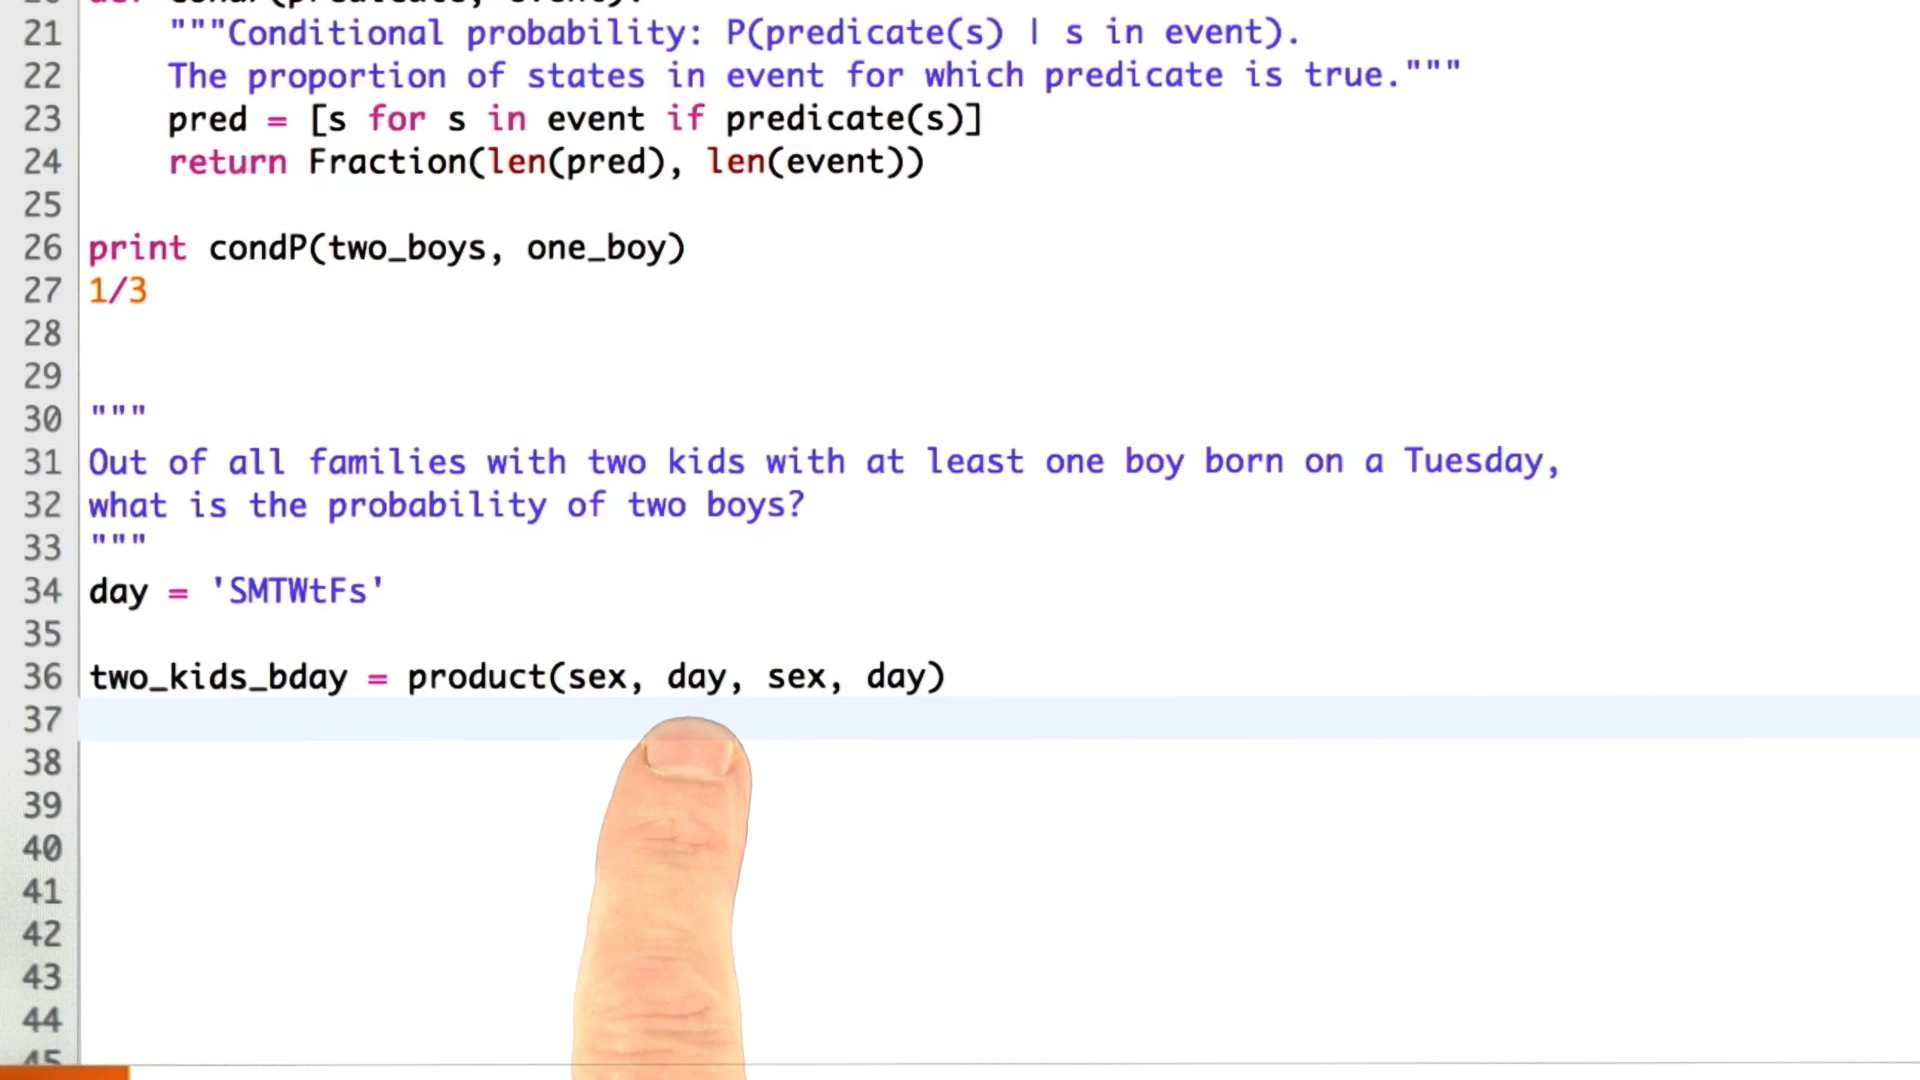 21 """Conditional probability: P(predicate(s) | s in event).
22 The proportion of states in event for which predicate is true."""
23 pred = [s for s in event if predicate(s)]
24 return Fraction(len(pred), len(event))
25
26 print condP(two_boys, one_boy)
27 1/3
28
29
30 """
31 Out of all families with two kids with at least one boy born on a Tuesday,
32 what is the probability of two boys?
33 """
34 day = 'SMTWtFs'
35
36 two_kids_bday = product(sex, day, sex, day)
37
38
39
40
41
42
43
44
45